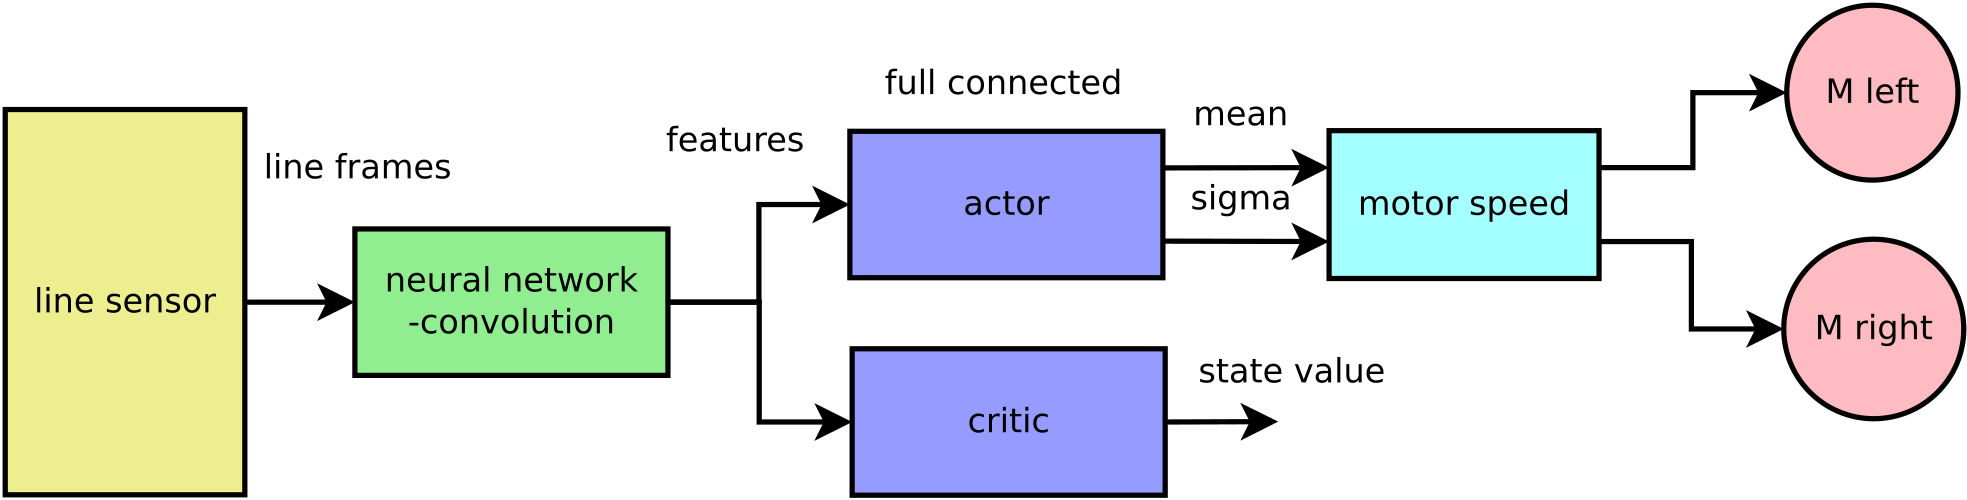 line sensor
line frames
neural network
-convolution
features
full connected
actor
critic
mean
sigma
state value
motor speed
M left
M right